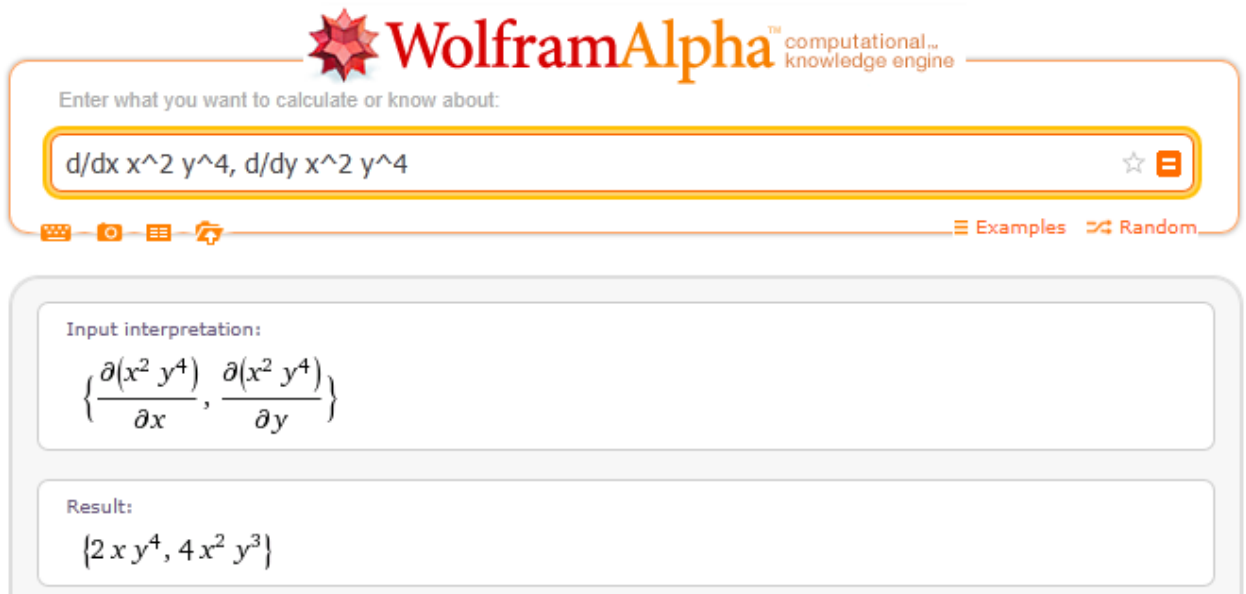 WolframAlpha™ computational...
knowledge engine
Enter what you want to calculate or know about:
d/dx x^2 y^4, d/dy x^2 y^4
Examples Random
Input interpretation:
{∂(x² y⁴)/∂x, ∂(x² y⁴)/∂y}
Result:
{2 x y⁴, 4 x² y³}